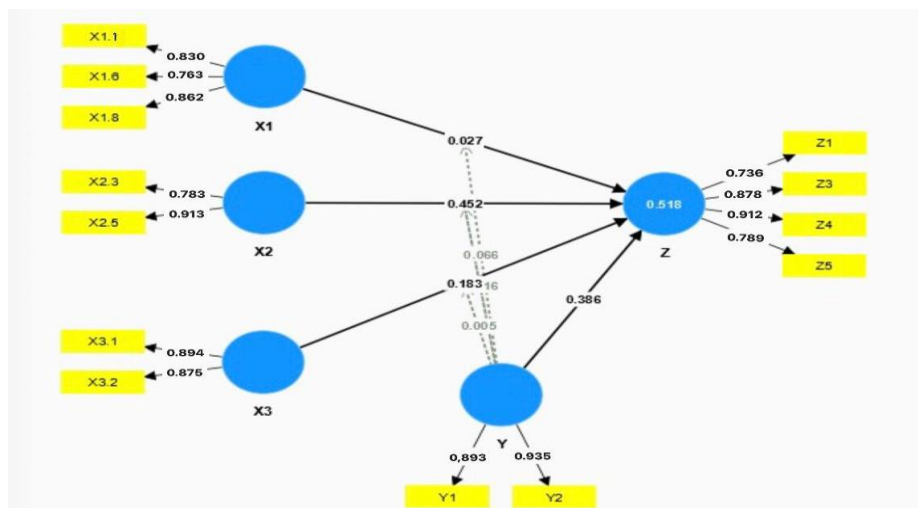 X1.1
0.830
X1.6
0.763
X1.8
0.862
X1
0.027
X2.3
0.783
X2.5
0.913
X2
0.452
Z1
0.736
Z3
0.878
0.518
0.912
Z4
0.789
Z5
Z
0.066
0.183
16
0.005
0.386
X3.1
0.894
X3.2
0.875
X3
Y
0,893
0.935
Y1
Y2